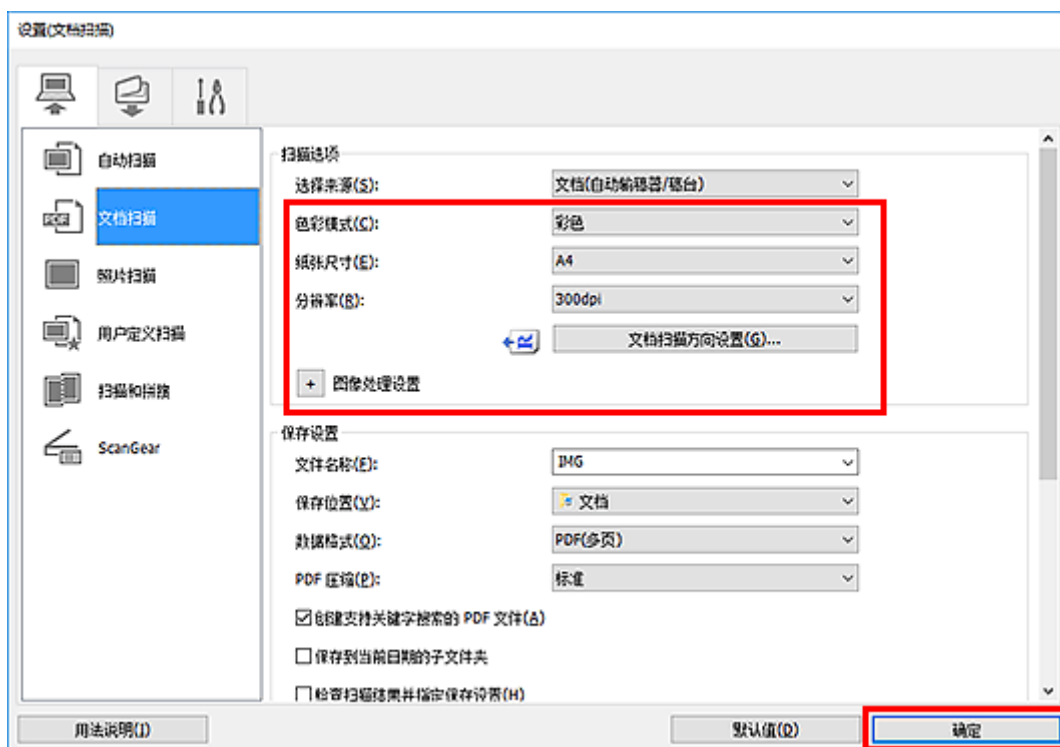 设置(文档扫描)
自动扫描
文档扫描
照片扫描
用户定义扫描
扫描和拼接
ScanGear
扫描选项
选择来源(S): 文档(自动输稿器/稿台)
色彩模式(C): 彩色
纸张尺寸(E): A4
分辨率(R): 300dpi
文档扫描方向设置(G)...
+ 图像处理设置
保存设置
文件名称(F): IMG
保存位置(V): 文档
数据格式(O): PDF(多页)
PDF 压缩(P): 标准
创建支持关键字搜索的 PDF 文件(A)
保存到当前日期的子文件夹
检查扫描结果并指定保存设置(H)
用法说明(I) 默认值(D) 确定